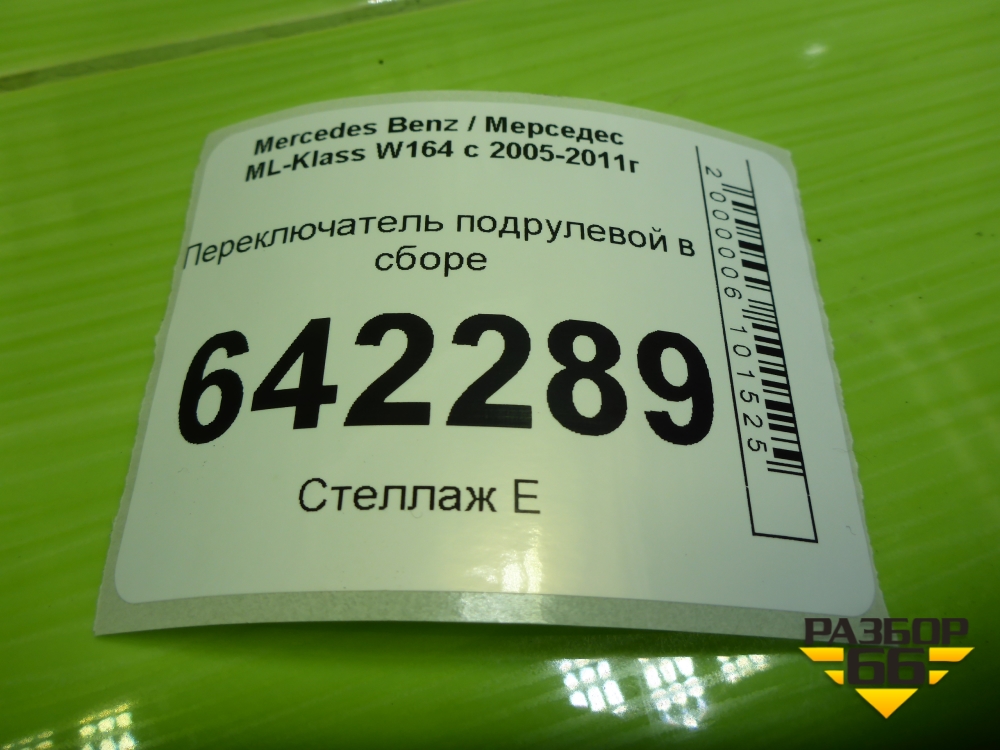 Mercedes Benz / Мерседес
ML-Klass W164 с 2005-2011г
Переключатель подрулевой в
сборе
642289
Стеллаж Е
2000006101525
РАЗБОР
66